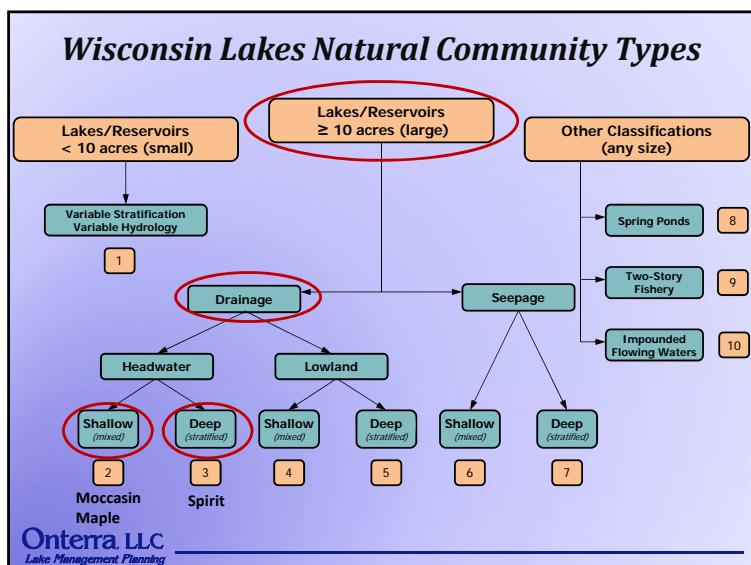 Wisconsin Lakes Natural Community Types
Lakes/Reservoirs
< 10 acres (small)
Lakes/Reservoirs
≥ 10 acres (large)
Other Classifications
(any size)
Variable Stratification
Variable Hydrology
1
Spring Ponds
8
Two-Story
Fishery
9
Impounded
Flowing Waters
10
Drainage
Seepage
Headwater
Lowland
Shallow
(mixed)
Deep
(stratified)
Shallow
(mixed)
Deep
(stratified)
Shallow
(mixed)
Deep
(stratified)
2
3
4
5
6
7
Moccasin
Maple
Spirit
Onterra, LLC
Lake Management Planning